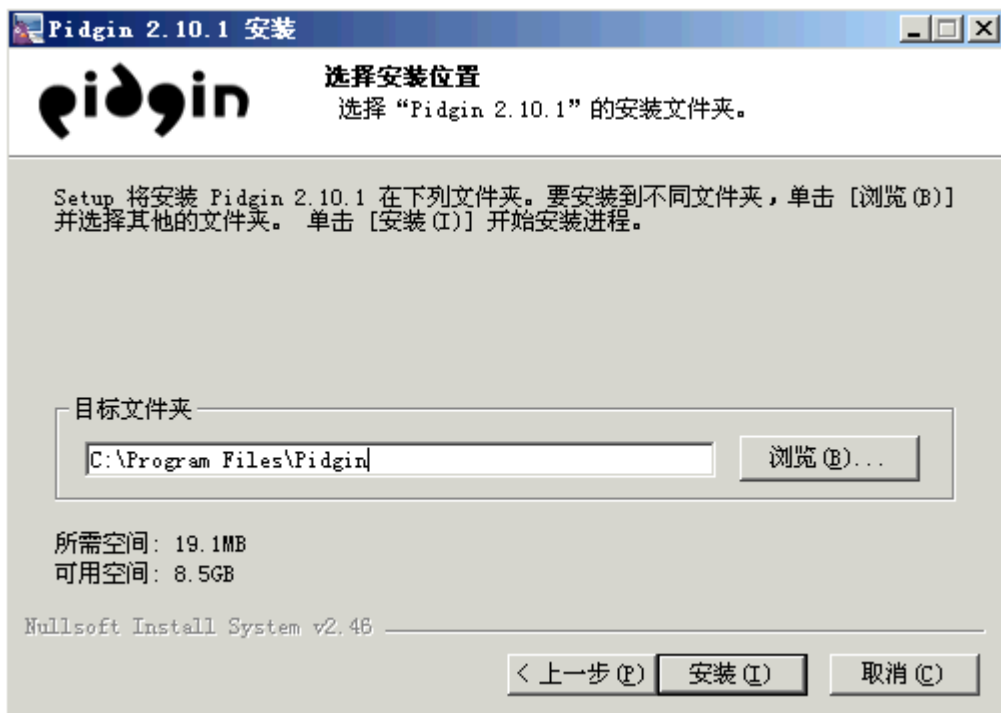 Pidgin 2.10.1 安装
pidgin
选择安装位置
选择“Pidgin 2.10.1”的安装文件夹。
Setup 将安装 Pidgin 2.10.1 在下列文件夹。要安装到不同文件夹，单击 [浏览(B)]
并选择其他的文件夹。 单击 [安装(I)] 开始安装进程。
目标文件夹
C:\Program Files\Pidgin
浏览(B)...
所需空间: 19.1MB
可用空间: 8.5GB
Nullsoft Install System v2.46
< 上一步(P) 安装(I) 取消(C)